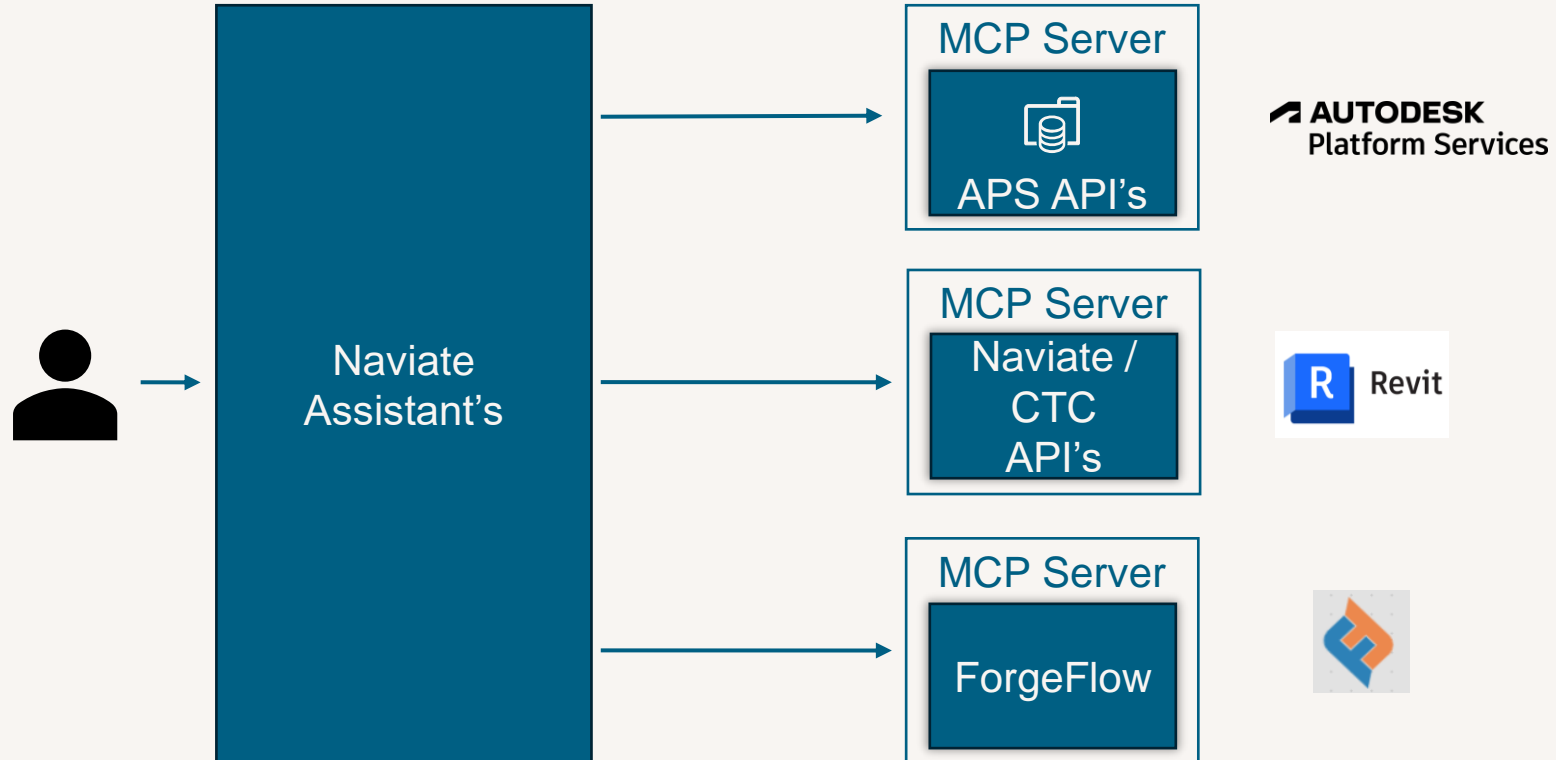 Naviate
Assistant’s
MCP Server
APS API’s
AUTODESK
Platform Services
MCP Server
Naviate /
CTC
API’s
R Revit
MCP Server
ForgeFlow